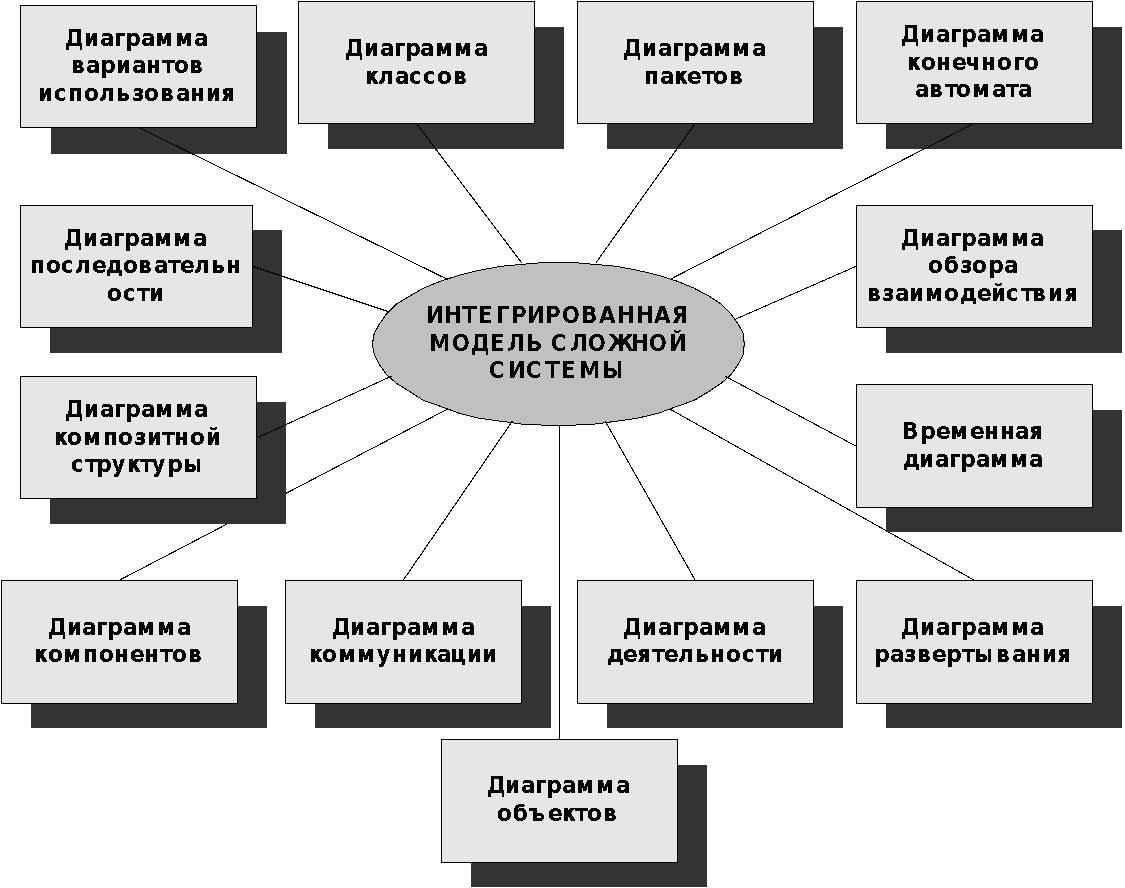 Диаграмма
вариантов
использования
Диаграмма
классов
Диаграмма
пакетов
Диаграмма
конечного
автомата
Диаграмма
последовательн
ости
Диаграмма
обзора
взаимодействия
ИНТЕГРИРОВАННАЯ
МОДЕЛЬ СЛОЖНОЙ
СИСТЕМЫ
Диаграмма
композитной
структуры
Временная
диаграмма
Диаграмма
компонентов
Диаграмма
коммуникации
Диаграмма
деятельности
Диаграмма
развертывания
Диаграмма
объектов